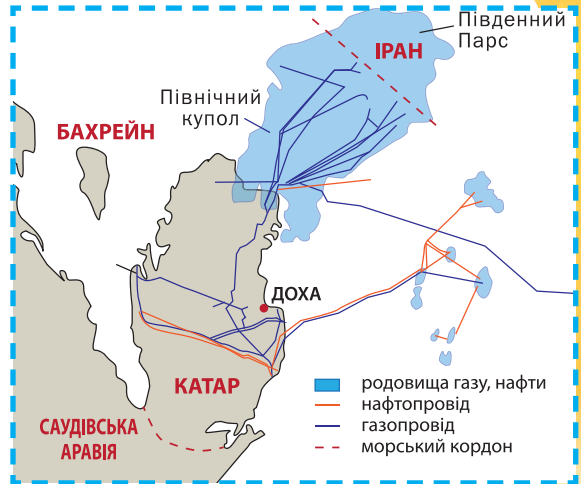 Південний
Парс
ІРАН
Північний
купол
БАХРЕЙН
ДОХА
КАТАР
САУДІВСЬКА
АРАВІЯ
родовища газу, нафти
нафтопровід
газопровід
морський кордон